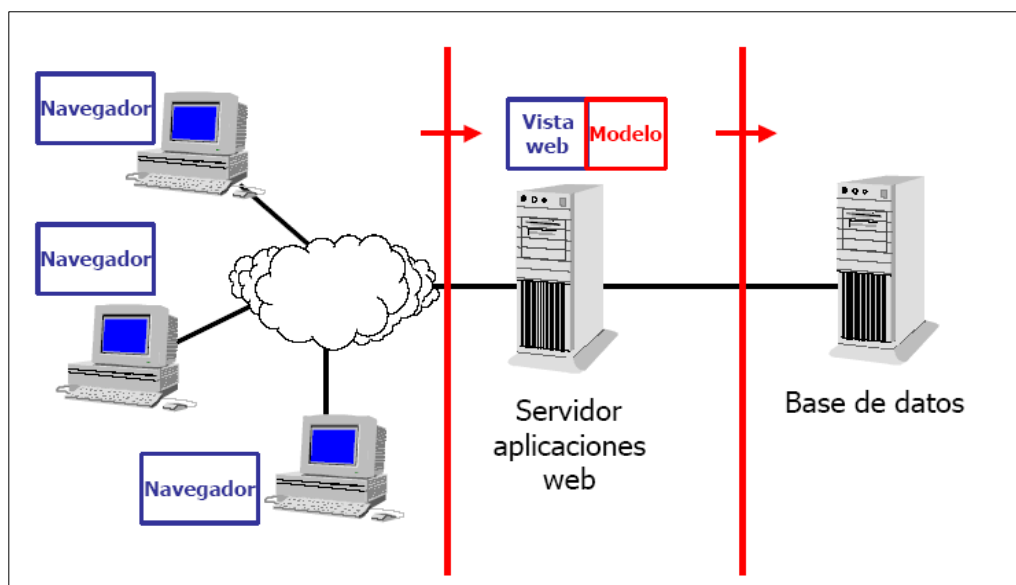 Navegador
Navegador
Navegador
Vista
web
Modelo
Servidor
aplicaciones
web
Base de datos